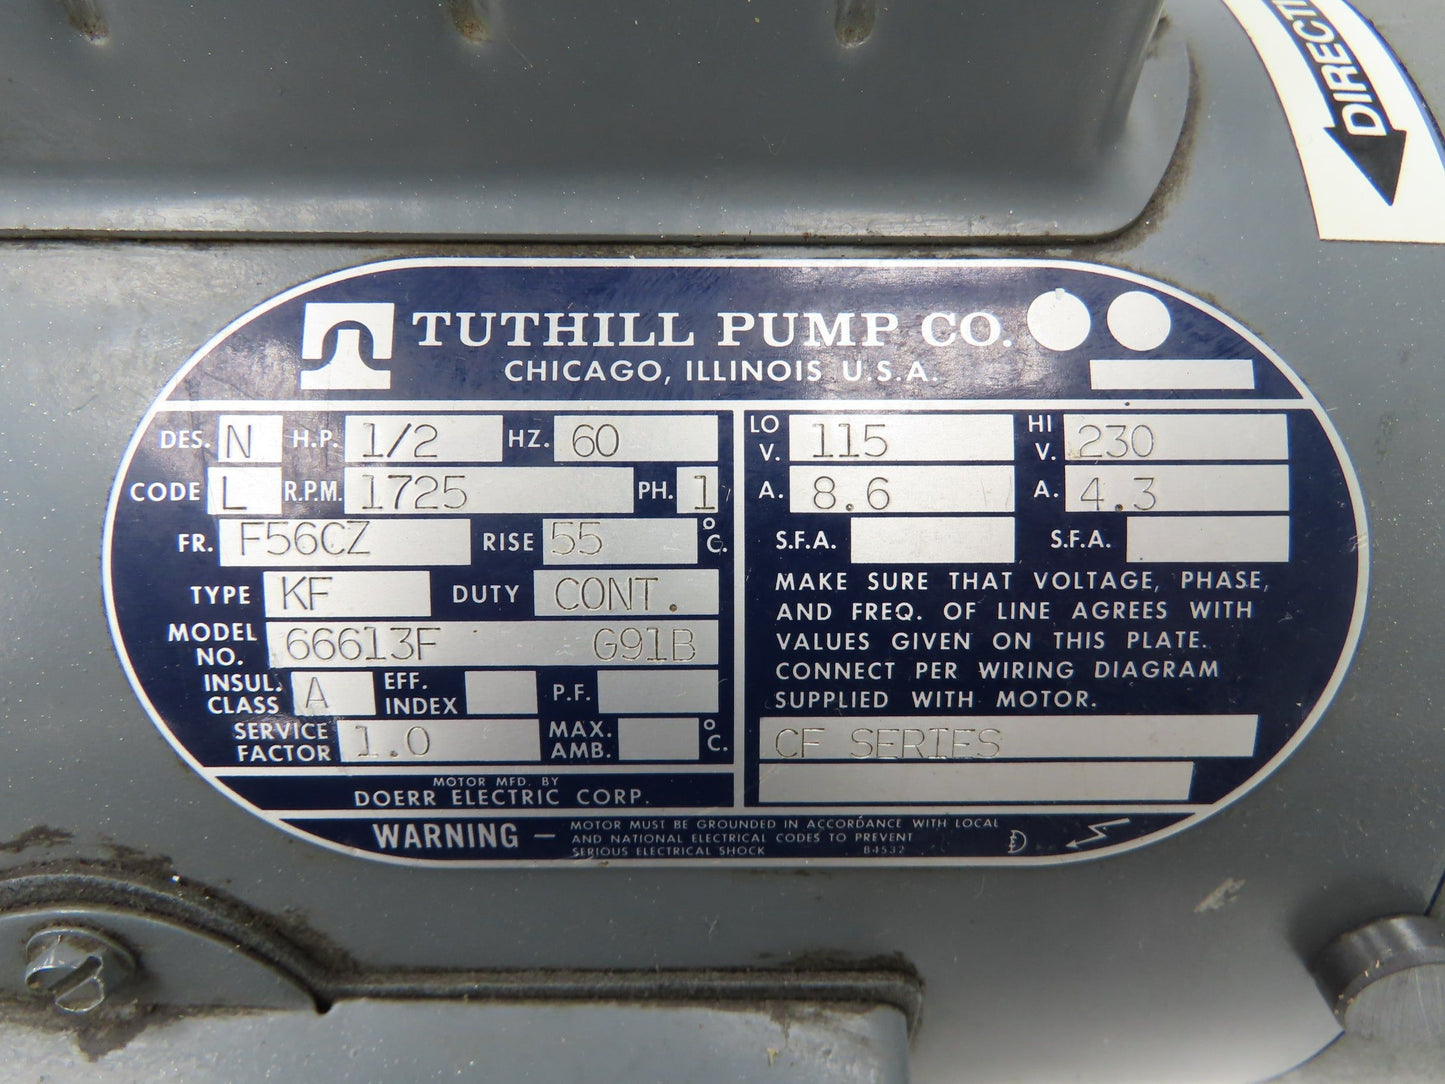 DIRECTI
TUTHILL PUMP CO.
CHICAGO, ILLINOIS U.S.A.
DES. N H.P. 1/2 HZ. 60
CODE L R.P.M. 1725 PH. 1
FR. F56CZ RISE 55 °C.
TYPE KF DUTY CONT.
MODEL NO. 66613F G91B
INSUL. CLASS A EFF. INDEX P.F.
SERVICE FACTOR 1.0 MAX. AMB. °C.
MOTOR MFD. BY
DOERR ELECTRIC CORP.
LO V. 115 HI V. 230
A. 8.6 A. 4.3
S.F.A. S.F.A.
MAKE SURE THAT VOLTAGE, PHASE,
AND FREQ. OF LINE AGREES WITH
VALUES GIVEN ON THIS PLATE.
CONNECT PER WIRING DIAGRAM
SUPPLIED WITH MOTOR.
CF SERIES
WARNING — MOTOR MUST BE GROUNDED IN ACCORDANCE WITH LOCAL
AND NATIONAL ELECTRICAL CODES TO PREVENT
SERIOUS ELECTRICAL SHOCK B4532